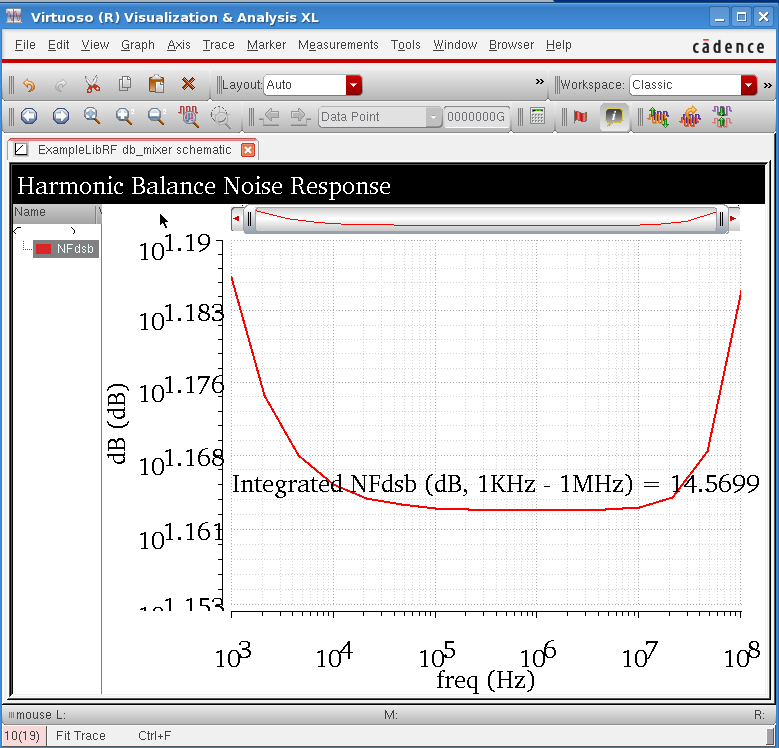 Virtuoso (R) Visualization & Analysis XL
File Edit View Graph Axis Trace Marker Measurements Tools Window Browser Help
cādence
Layout: Auto » Workspace: Classic »
Data Point 0000000G
ExampleLibRF db_mixer schematic
Harmonic Balance Noise Response
Name
NFdsb
10^1.19
10^1.183
10^1.176
10^1.168
10^1.161
10^1.153
dB (dB)
Integrated NFdsb (dB, 1KHz - 1MHz) = 14.5699
10^3 10^4 10^5 10^6 10^7 10^8
freq (Hz)
mouse L: M: R:
10(19) Fit Trace Ctrl+F